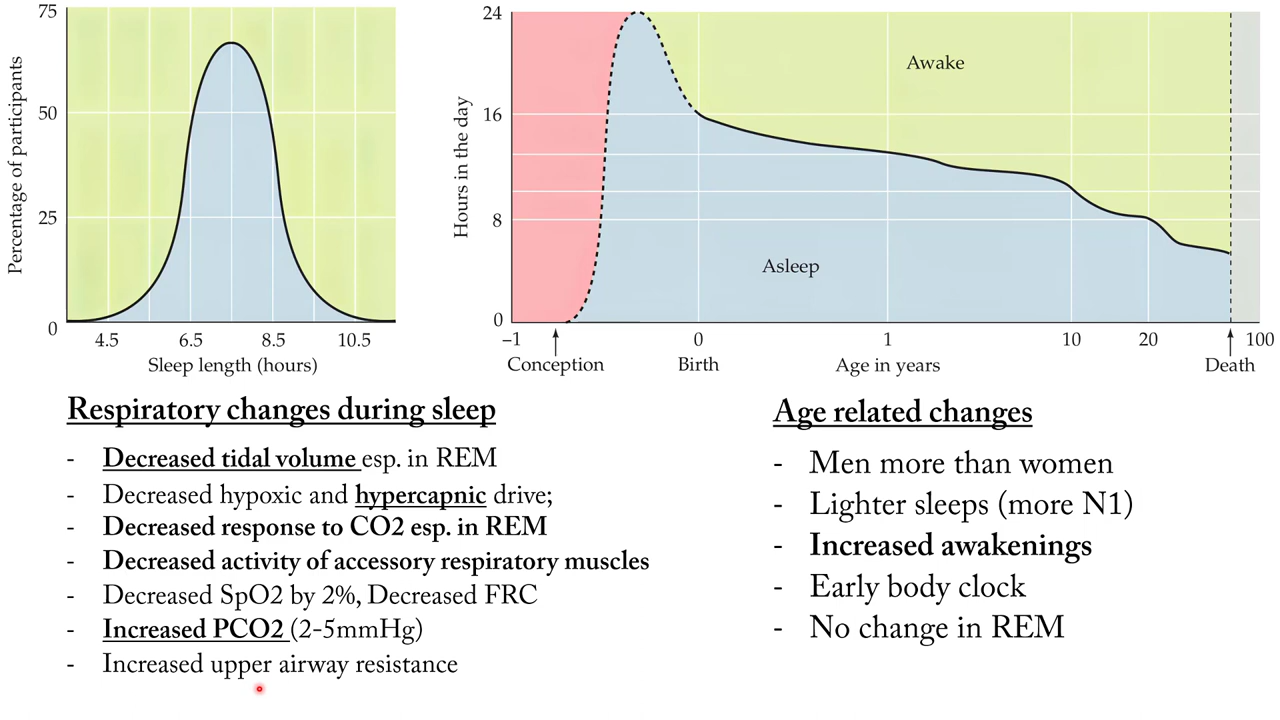 Percentage of participants
75
50
25
0
4.5 6.5 8.5 10.5
Sleep length (hours)
Hours in the day
24
16
8
0
Awake
Asleep
–1 0 1 10 20 100
Conception Birth Age in years Death
Respiratory changes during sleep
- Decreased tidal volume esp. in REM
- Decreased hypoxic and hypercapnic drive;
- Decreased response to CO2 esp. in REM
- Decreased activity of accessory respiratory muscles
- Decreased SpO2 by 2%, Decreased FRC
- Increased PCO2 (2-5mmHg)
- Increased upper airway resistance
Age related changes
- Men more than women
- Lighter sleeps (more N1)
- Increased awakenings
- Early body clock
- No change in REM